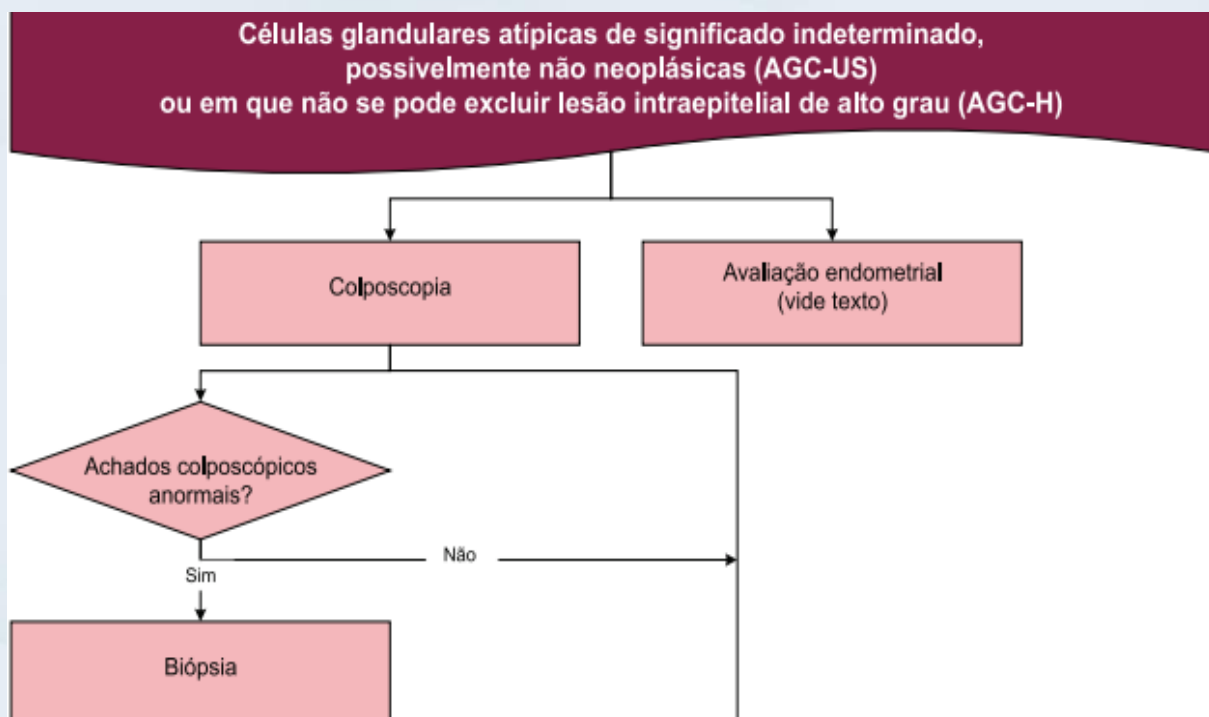 Células glandulares atípicas de significado indeterminado,
possivelmente não neoplásicas (AGC-US)
ou em que não se pode excluir lesão intraepitelial de alto grau (AGC-H)
Colposcopia
Avaliação endometrial
(vide texto)
Achados colposcópicos
anormais?
Não
Sim
Biópsia